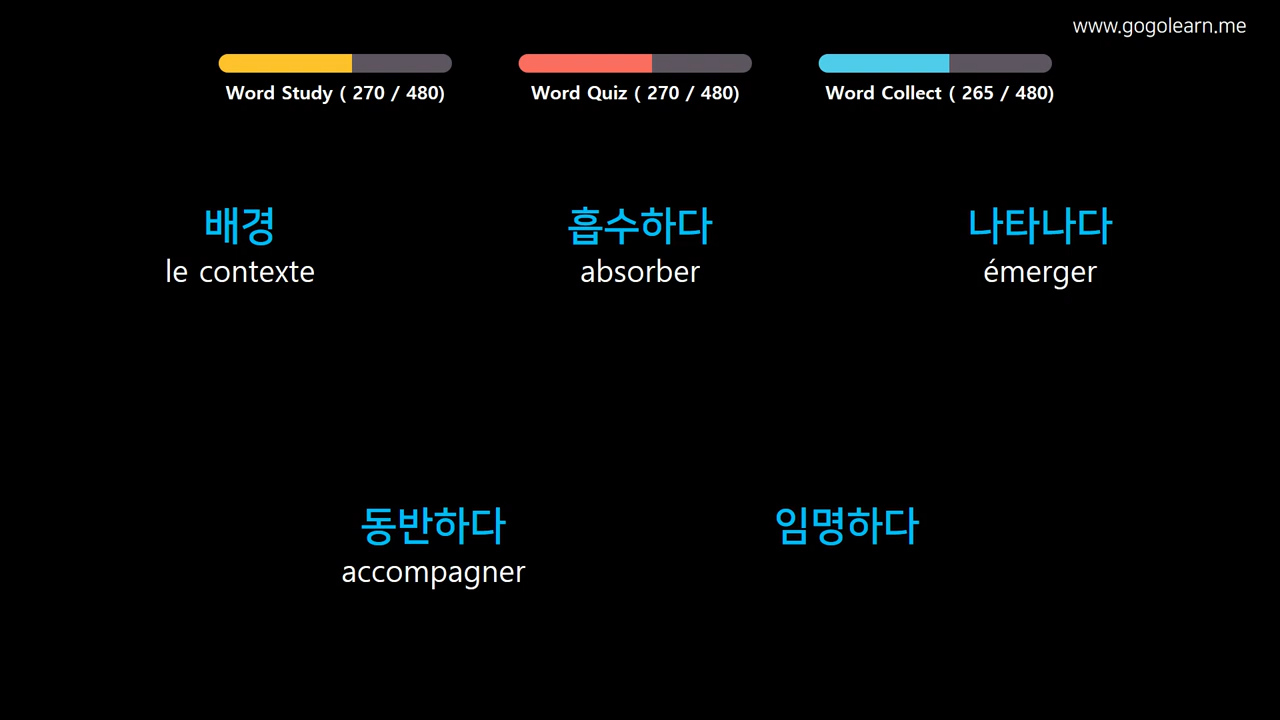 www.gogolearn.me
Word Study ( 270 / 480)
Word Quiz ( 270 / 480)
Word Collect ( 265 / 480)
배경
le contexte
흡수하다
absorber
나타나다
émerger
동반하다
accompagner
임명하다